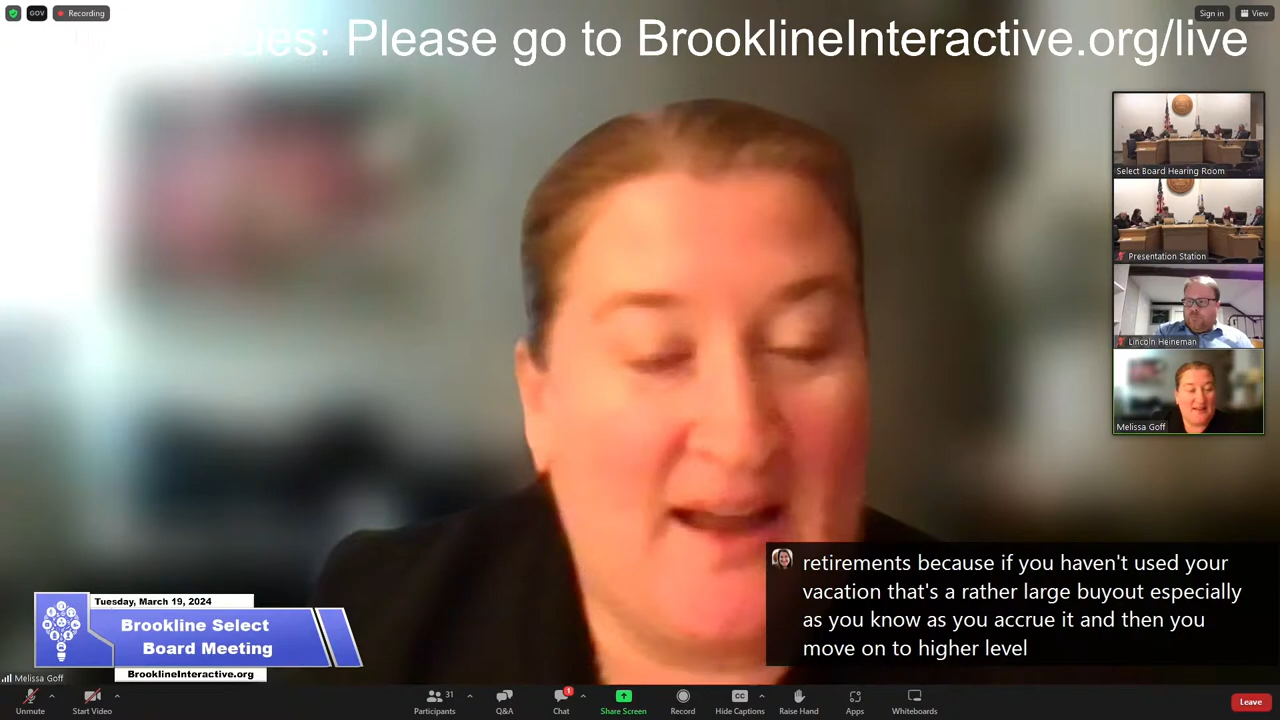 GOV
Recording
Sign in
View
Please go to BrooklineInteractive.org/live
Select Board Hearing Room
Presentation Station
Lincoln Heineman
Melissa Goff
retirements because if you haven't used your
vacation that's a rather large buyout especially
as you know as you accrue it and then you
move on to higher level
Tuesday, March 19, 2024
Brookline Select
Board Meeting
BrooklineInteractive.org
Melissa Goff
Unmute
Start Video
Participants
31
Q&A
Chat
1
Share Screen
Record
CC
Hide Captions
Raise Hand
Apps
Whiteboards
Leave